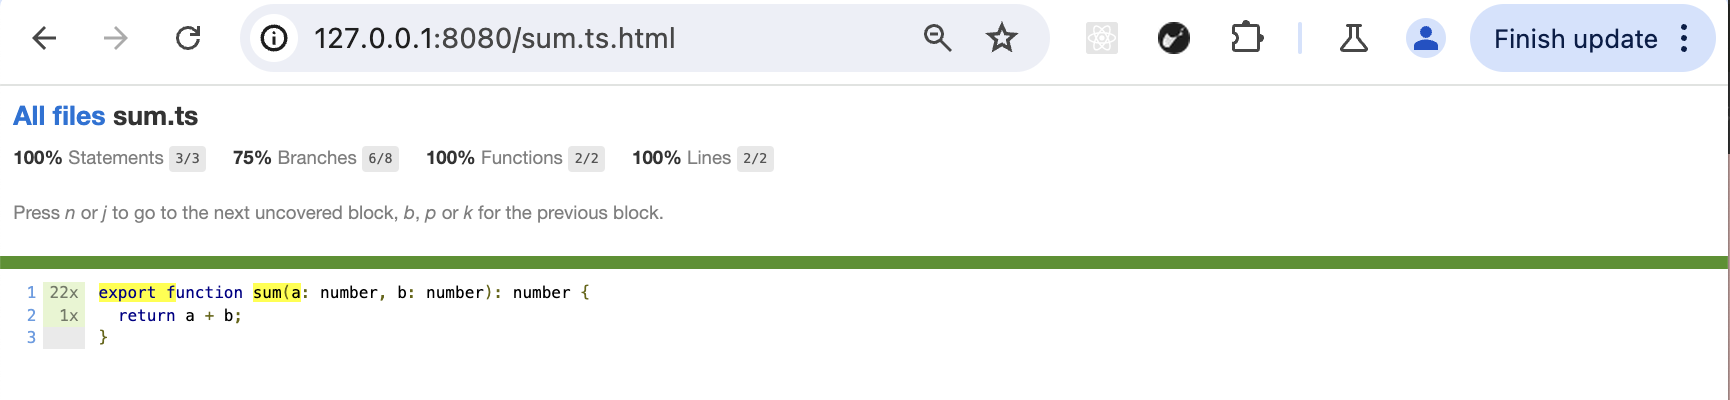 127.0.0.1:8080/sum.ts.html
Finish update
All files sum.ts
100% Statements 3/3 75% Branches 6/8 100% Functions 2/2 100% Lines 2/2
Press n or j to go to the next uncovered block, b, p or k for the previous block.
1 22x export function sum(a: number, b: number): number {
2 1x return a + b;
3 }